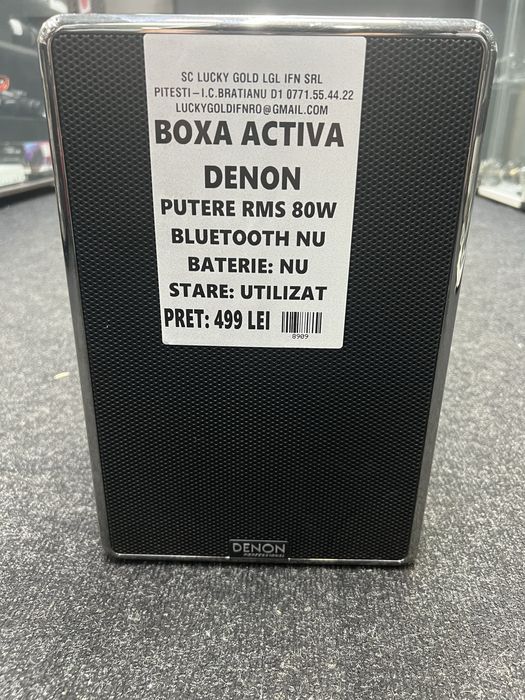 SC LUCKY GOLD LGL IFN SRL
PITESTI-I.C.BRATIANU D1 0771.55.44.22
LUCKYGOLDIFNRO@GMAIL.COM
BOXA ACTIVA
DENON
PUTERE RMS 80W
BLUETOOTH NU
BATERIE: NU
STARE: UTILIZAT
PRET: 499 LEI
8909
DENON
PROFESSIONAL